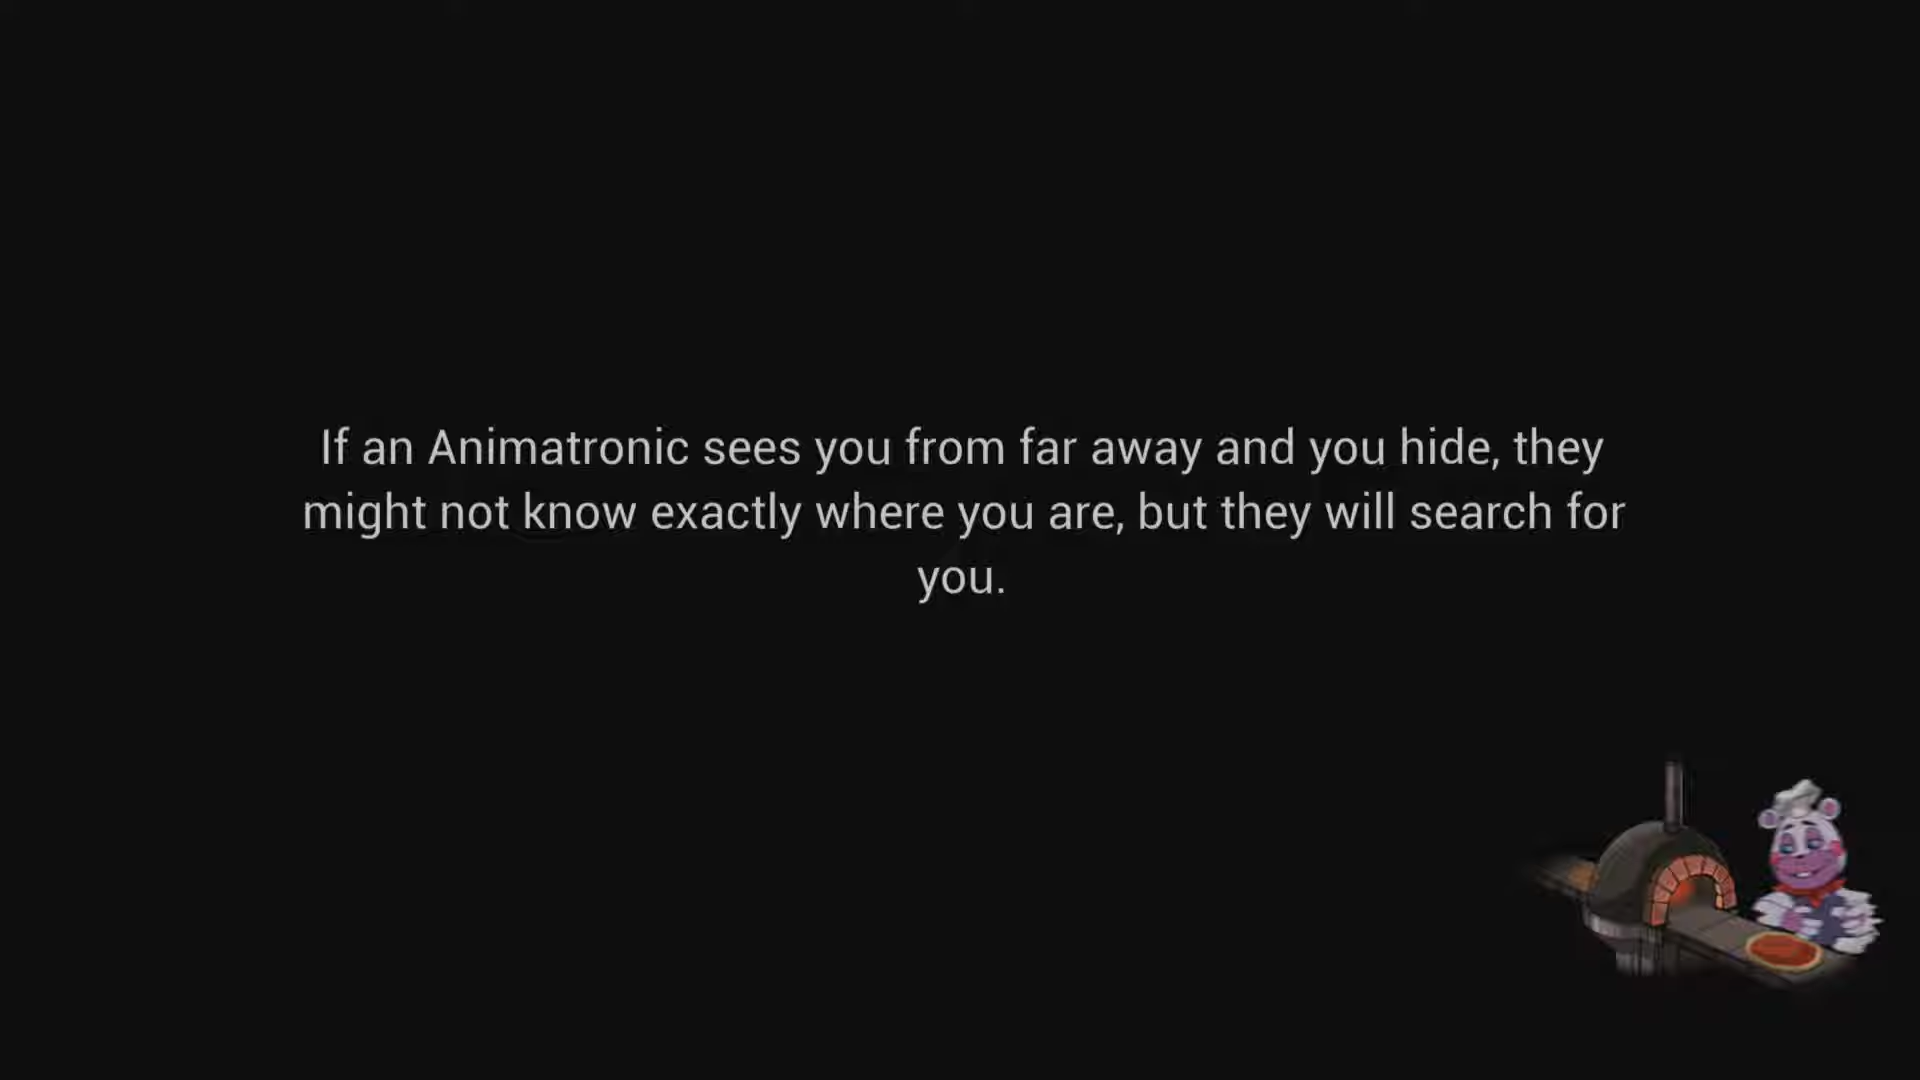 If an Animatronic sees you from far away and you hide, they
might not know exactly where you are, but they will search for
you.